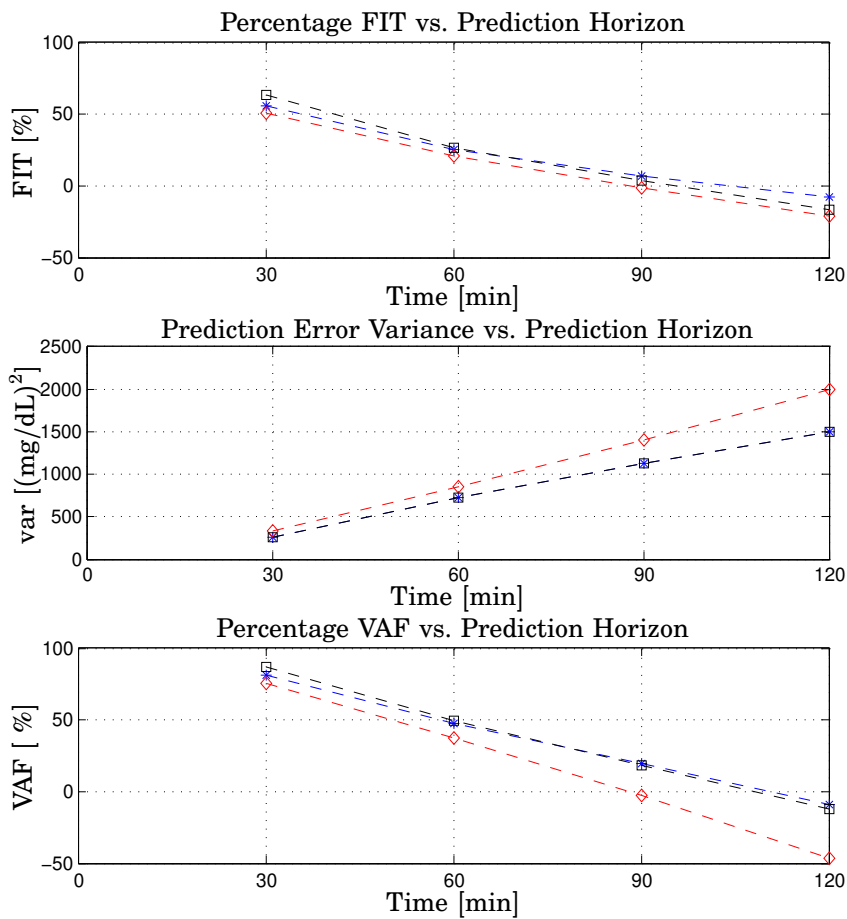 Percentage FIT vs. Prediction Horizon
100
50
0
−50
FIT [%]
0 30 60 90 120
Time [min]
Prediction Error Variance vs. Prediction Horizon
2500
2000
1500
1000
500
0
var [(mg/dL)²]
0 30 60 90 120
Time [min]
Percentage VAF vs. Prediction Horizon
100
50
0
−50
VAF [ %]
0 30 60 90 120
Time [min]